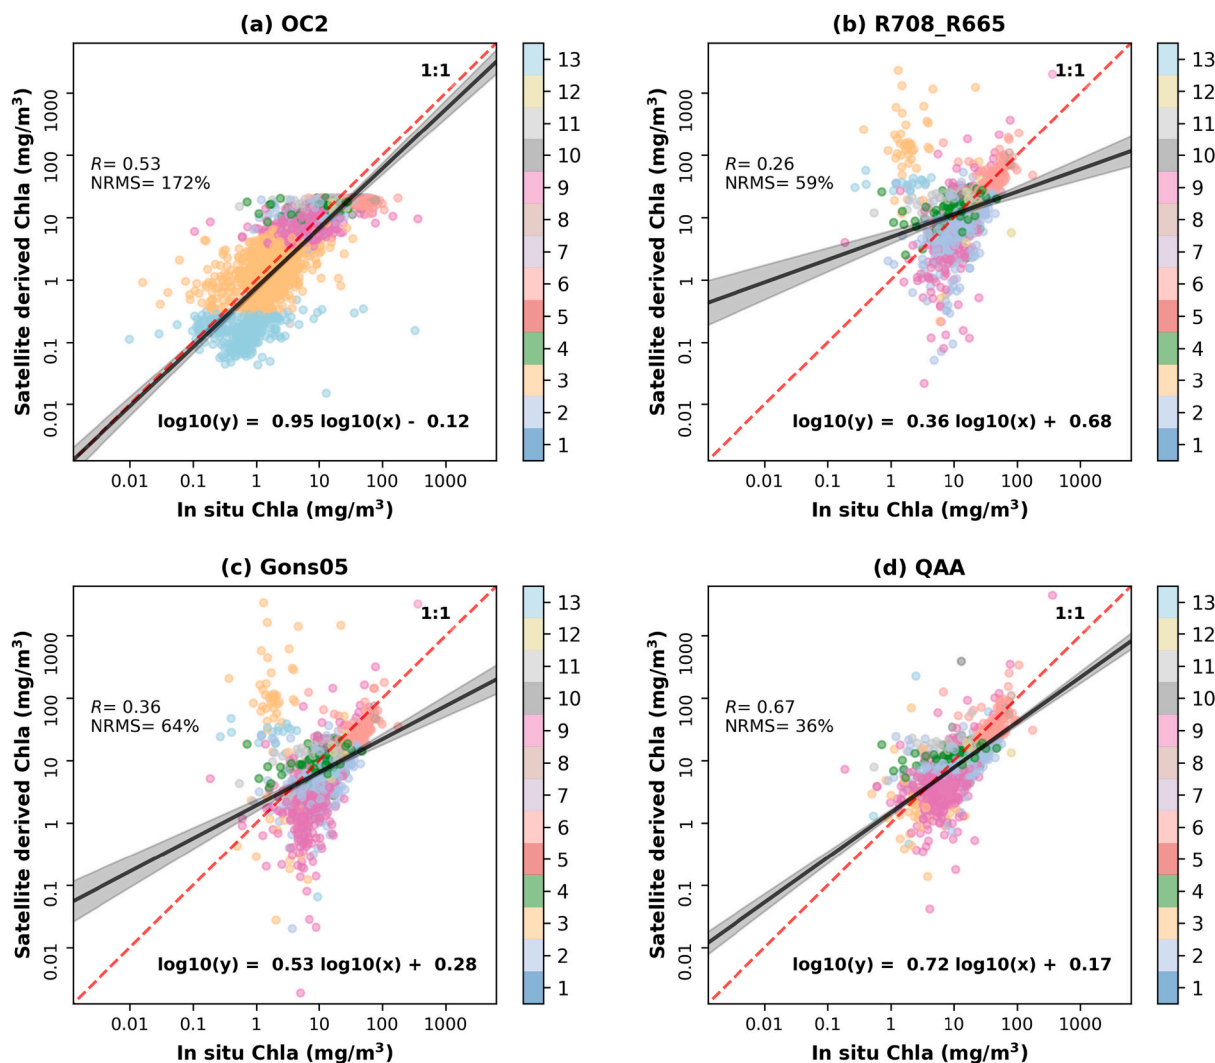 (a) OC2
1:1
R= 0.53
NRMS= 172%
log10(y) = 0.95 log10(x) - 0.12
Satellite derived Chla (mg/m³)
1000
100
10
1
0.1
0.01
0.01 0.1 1 10 100 1000
In situ Chla (mg/m³)
13
12
11
10
9
8
7
6
5
4
3
2
1
(b) R708_R665
1:1
R= 0.26
NRMS= 59%
log10(y) = 0.36 log10(x) + 0.68
Satellite derived Chla (mg/m³)
1000
100
10
1
0.1
0.01
0.01 0.1 1 10 100 1000
In situ Chla (mg/m³)
13
12
11
10
9
8
7
6
5
4
3
2
1
(c) Gons05
1:1
R= 0.36
NRMS= 64%
log10(y) = 0.53 log10(x) + 0.28
Satellite derived Chla (mg/m³)
1000
100
10
1
0.1
0.01
0.01 0.1 1 10 100 1000
In situ Chla (mg/m³)
13
12
11
10
9
8
7
6
5
4
3
2
1
(d) QAA
1:1
R= 0.67
NRMS= 36%
log10(y) = 0.72 log10(x) + 0.17
Satellite derived Chla (mg/m³)
1000
100
10
1
0.1
0.01
0.01 0.1 1 10 100 1000
In situ Chla (mg/m³)
13
12
11
10
9
8
7
6
5
4
3
2
1